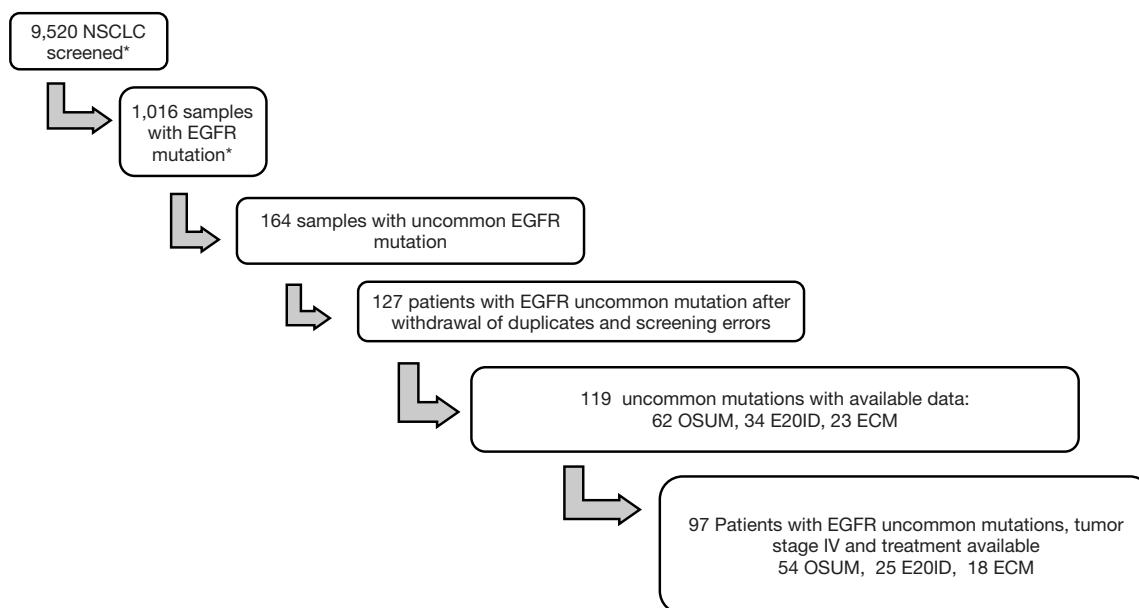 9,520 NSCLC
screened*
1,016 samples
with EGFR
mutation*
164 samples with uncommon EGFR
mutation
127 patients with EGFR uncommon mutation after
withdrawal of duplicates and screening errors
119 uncommon mutations with available data:
62 OSUM, 34 E20ID, 23 ECM
97 Patients with EGFR uncommon mutations, tumor
stage IV and treatment available
54 OSUM, 25 E20ID, 18 ECM